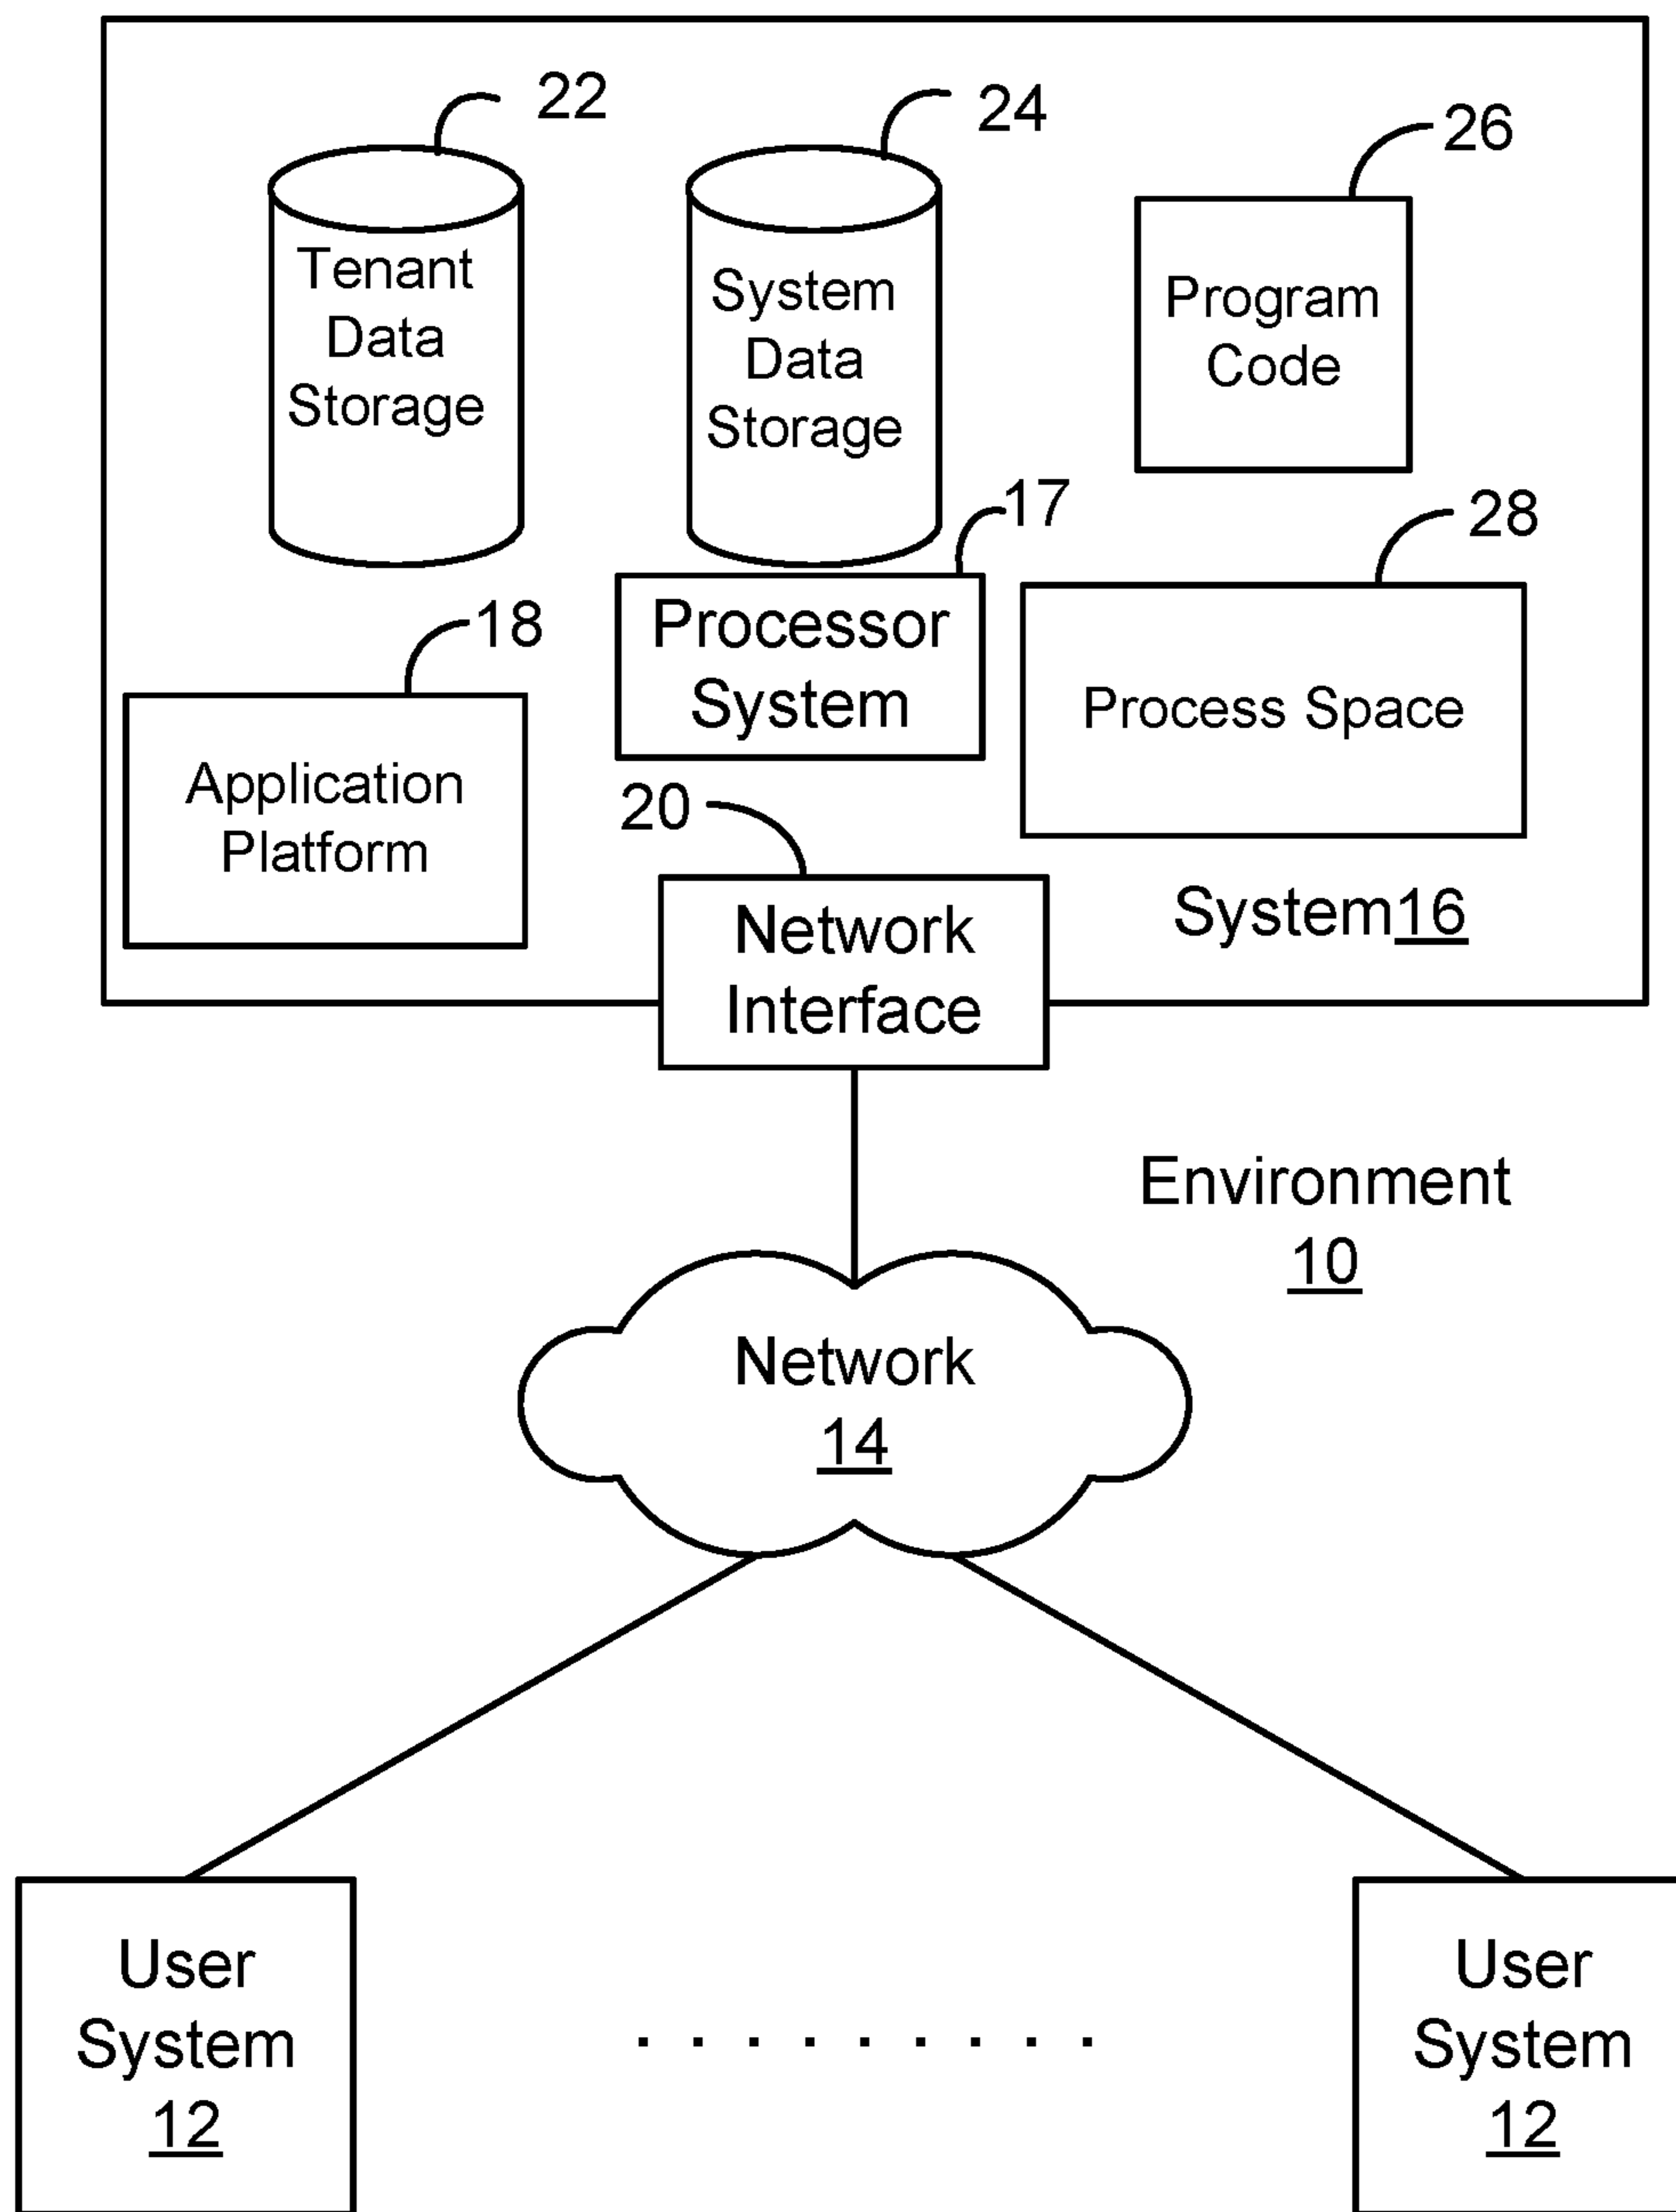 22
24
26
Tenant
Data
Storage
System
Data
Storage
Program
Code
17
28
18
Processor
System
Process Space
Application
Platform
20
System16
Network
Interface
Environment
10
Network
14
User
System
12
. . . . . . . . .
User
System
12